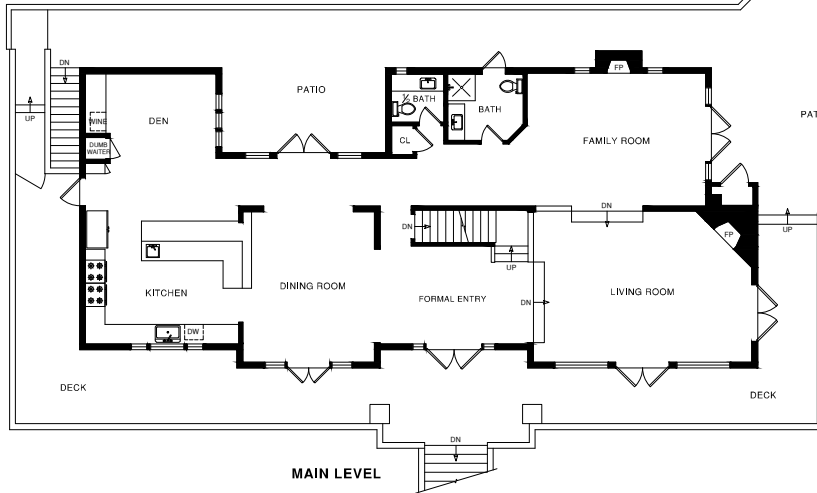 DN
FP
PATIO
DEN
½ BATH
BATH
WINE
UP
PAT
CL
FAMILY ROOM
DUMB
WAITER
DN
DN
FP
UP
UP
DINING ROOM
KITCHEN
FORMAL ENTRY
DN
LIVING ROOM
DW
DECK
DECK
DN
MAIN LEVEL